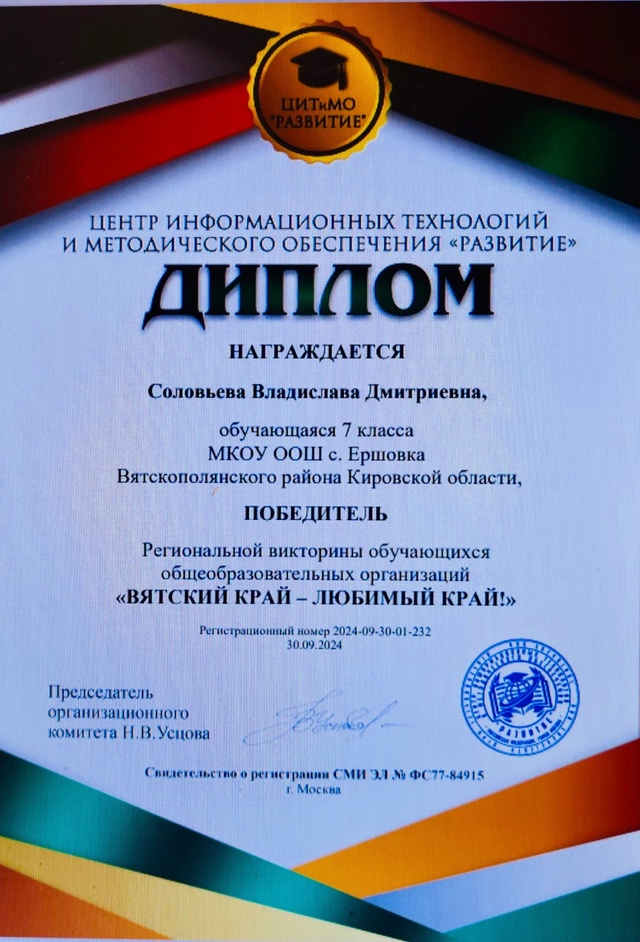 ЦИТиМО
"РАЗВИТИЕ"
ЦЕНТР ИНФОРМАЦИОННЫХ ТЕХНОЛОГИЙ
И МЕТОДИЧЕСКОГО ОБЕСПЕЧЕНИЯ «РАЗВИТИЕ»
ДИПЛОМ
НАГРАЖДАЕТСЯ
Соловьева Владислава Дмитриевна,
обучающаяся 7 класса
МКОУ ООШ с. Ершовка
Вятскополянского района Кировской области,
ПОБЕДИТЕЛЬ
Региональной викторины обучающихся
общеобразовательных организаций
«ВЯТСКИЙ КРАЙ – ЛЮБИМЫЙ КРАЙ!»
Регистрационный номер 2024-09-30-01-232
30.09.2024
Председатель
организационного
комитета Н.В.Усцова
"РАЗВИТИЕ"
Свидетельство о регистрации СМИ ЭЛ № ФС77-84915
г. Москва